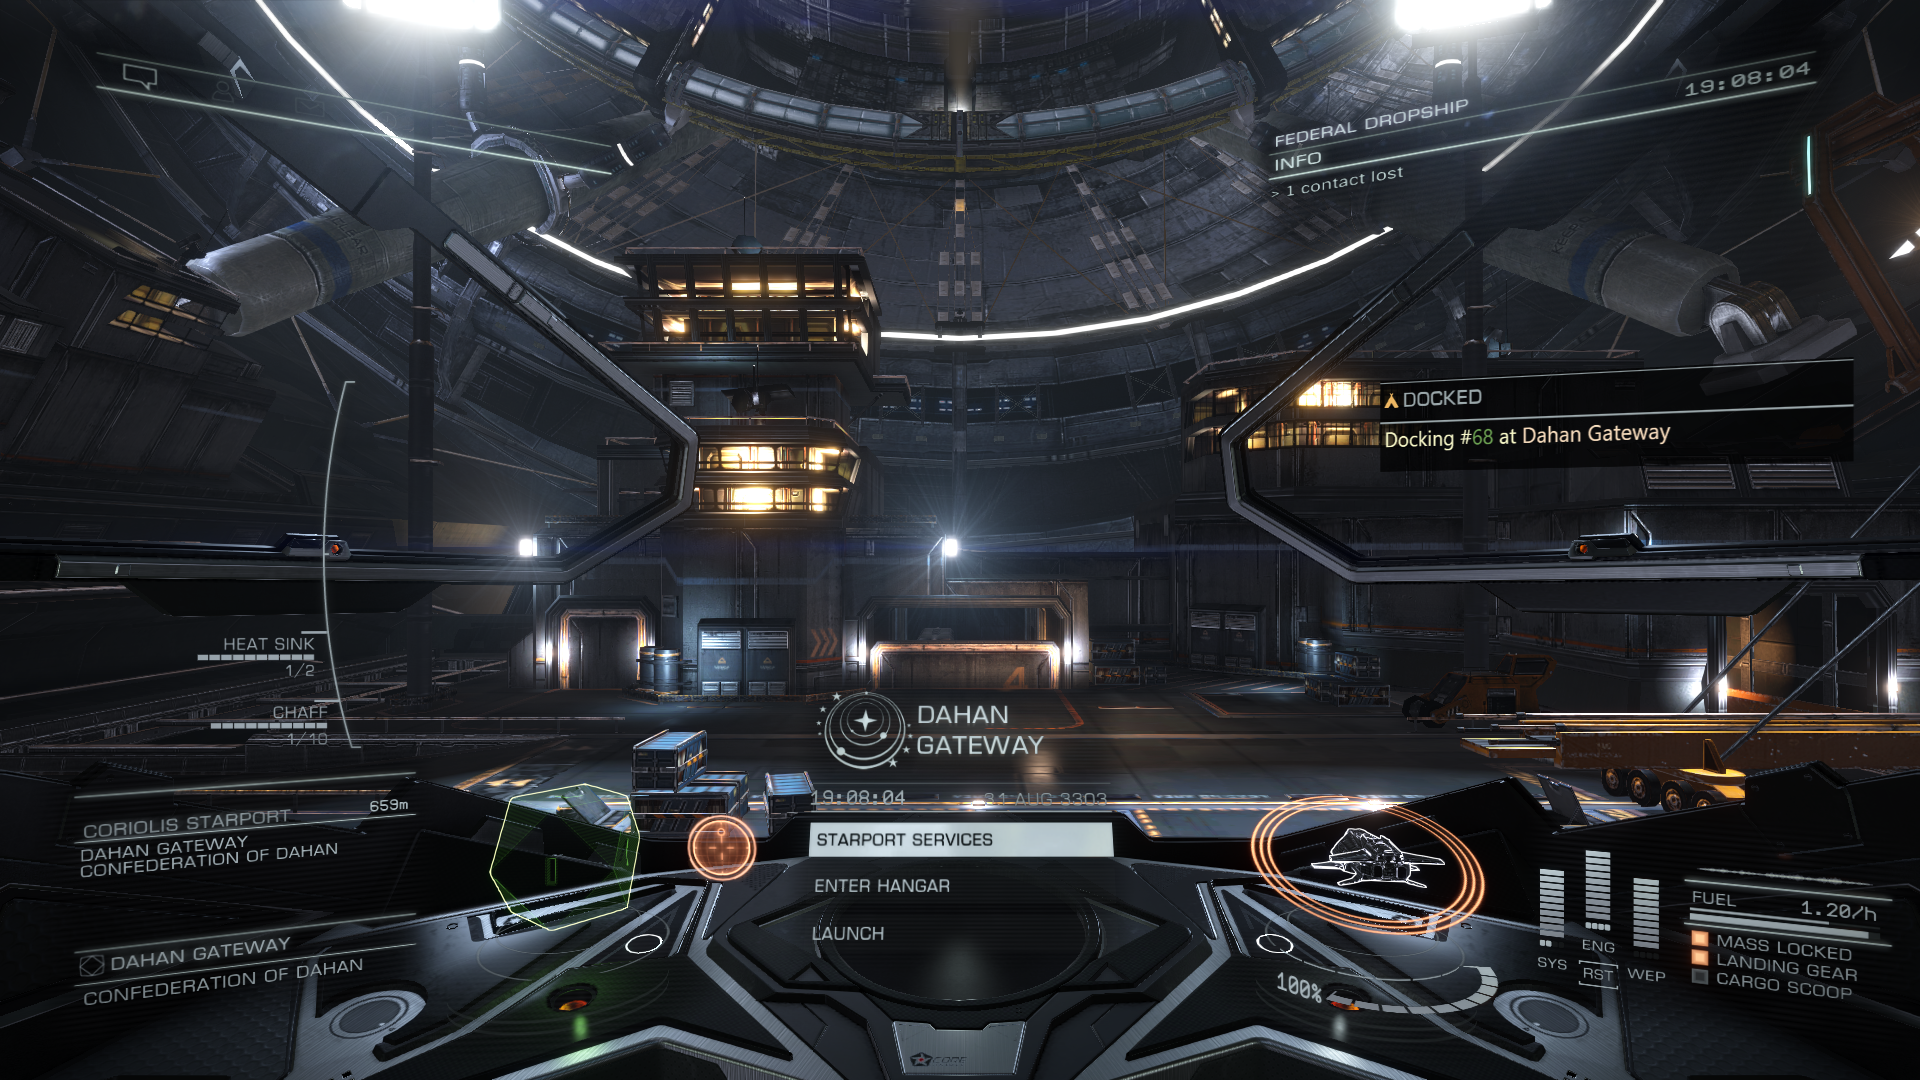 19:08:04
FEDERAL DROPSHIP
INFO
> 1 contact lost
DOCKED
Docking #68 at Dahan Gateway
HEAT SINK
1/2
CHAFF
1/10
DAHAN
GATEWAY
19:08:04 31 AUG 3303
STARPORT SERVICES
ENTER HANGAR
LAUNCH
659m
CORIOLIS STARPORT
DAHAN GATEWAY
CONFEDERATION OF DAHAN
DAHAN GATEWAY
CONFEDERATION OF DAHAN
100%
SYS
ENG
RST
WEP
FUEL 1.20/h
MASS LOCKED
LANDING GEAR
CARGO SCOOP
CORE